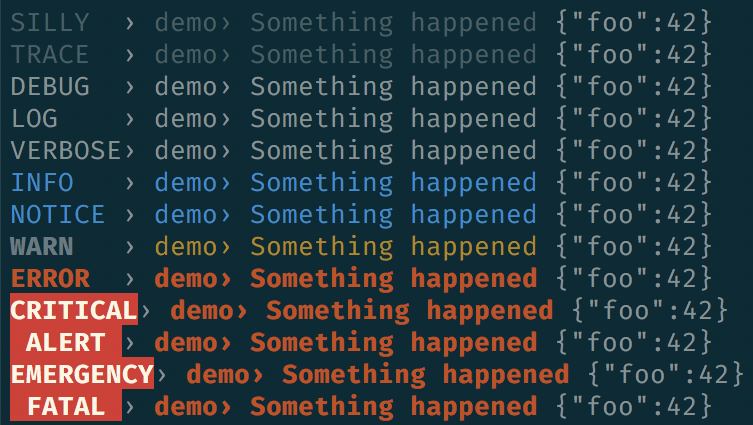 SILLY   › demo› Something happened {"foo":42}
TRACE   › demo› Something happened {"foo":42}
DEBUG   › demo› Something happened {"foo":42}
LOG     › demo› Something happened {"foo":42}
VERBOSE› demo› Something happened {"foo":42}
INFO    › demo› Something happened {"foo":42}
NOTICE  › demo› Something happened {"foo":42}
WARN    › demo› Something happened {"foo":42}
ERROR   › demo› Something happened {"foo":42}
CRITICAL› demo› Something happened {"foo":42}
ALERT › demo› Something happened {"foo":42}
EMERGENCY› demo› Something happened {"foo":42}
FATAL › demo› Something happened {"foo":42}